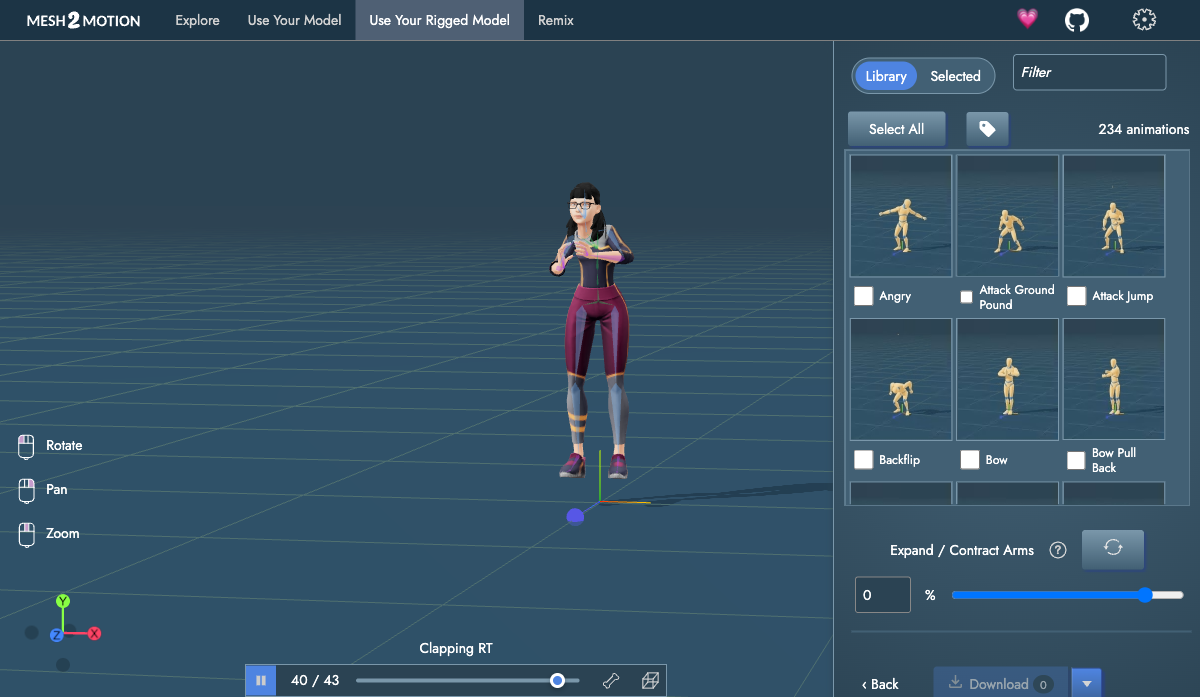 MESH2MOTION
Explore
Use Your Model
Use Your Rigged Model
Remix
Library
Selected
Filter
Select All
234 animations
Angry
Attack Ground
Pound
Attack Jump
Backflip
Bow
Bow Pull
Back
Rotate
Pan
Zoom
Expand / Contract Arms
?
0
%
Y
Z
X
Clapping RT
40 / 43
‹ Back
Download
0